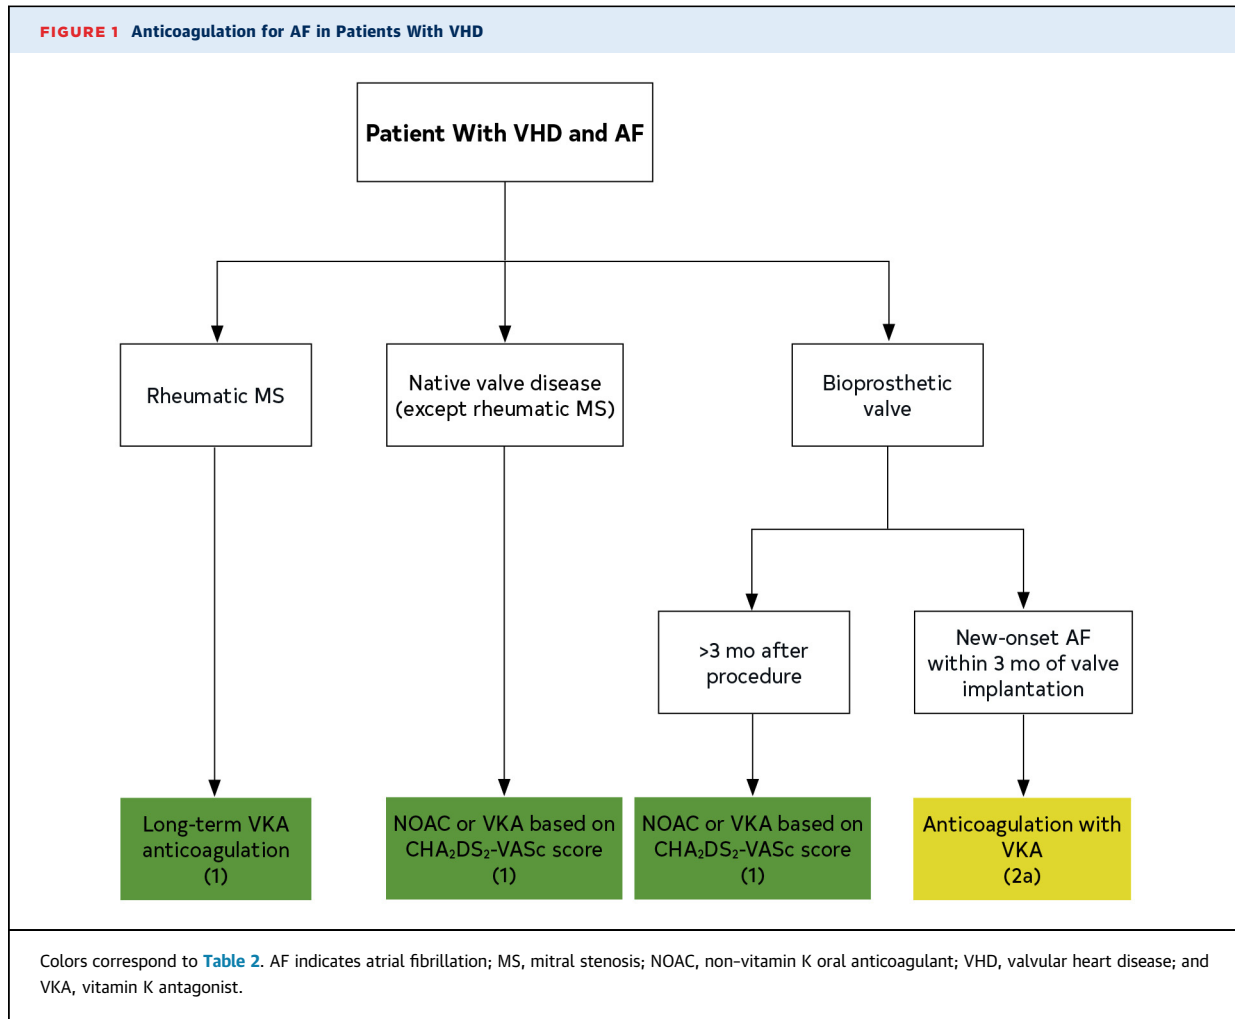 FIGURE 1 Anticoagulation for AF in Patients With VHD
Patient With VHD and AF
Rheumatic MS
Native valve disease
(except rheumatic MS)
Bioprosthetic
valve
>3 mo after
procedure
New-onset AF
within 3 mo of valve
implantation
Long-term VKA
anticoagulation
(1)
NOAC or VKA based on
CHA₂DS₂-VASc score
(1)
NOAC or VKA based on
CHA₂DS₂-VASc score
(1)
Anticoagulation with
VKA
(2a)
Colors correspond to Table 2. AF indicates atrial fibrillation; MS, mitral stenosis; NOAC, non-vitamin K oral anticoagulant; VHD, valvular heart disease; and
VKA, vitamin K antagonist.